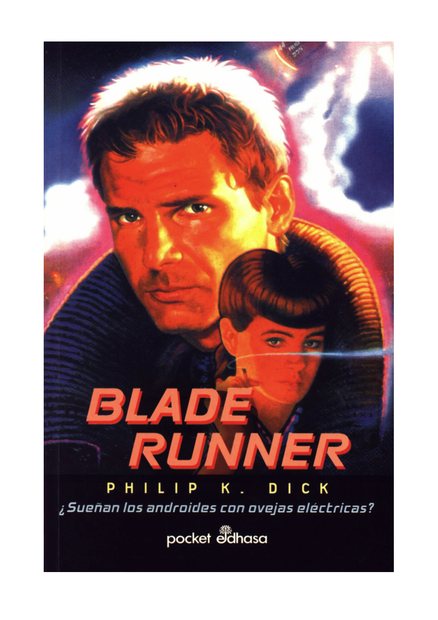 BLADE
RUNNER
PHILIP K. DICK
¿Sueñan los androides con ovejas eléctricas?
pocket edhasa